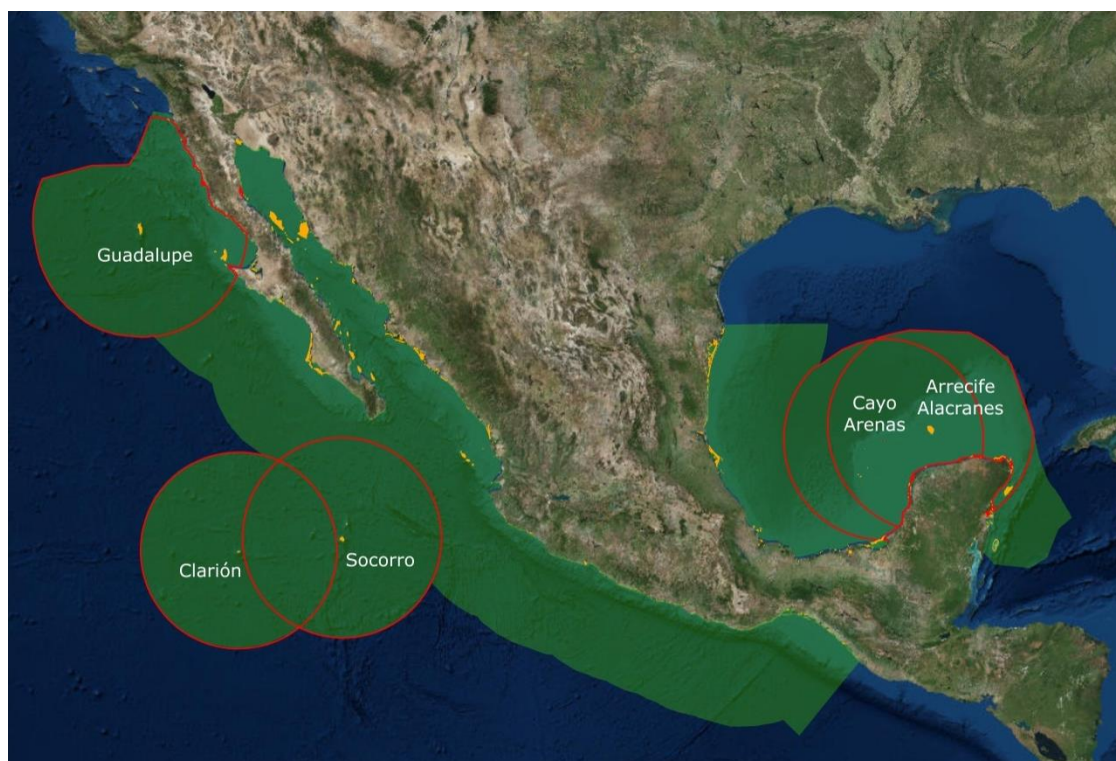 Guadalupe
Clarión
Socorro
Cayo
Arenas
Arrecife
Alacranes